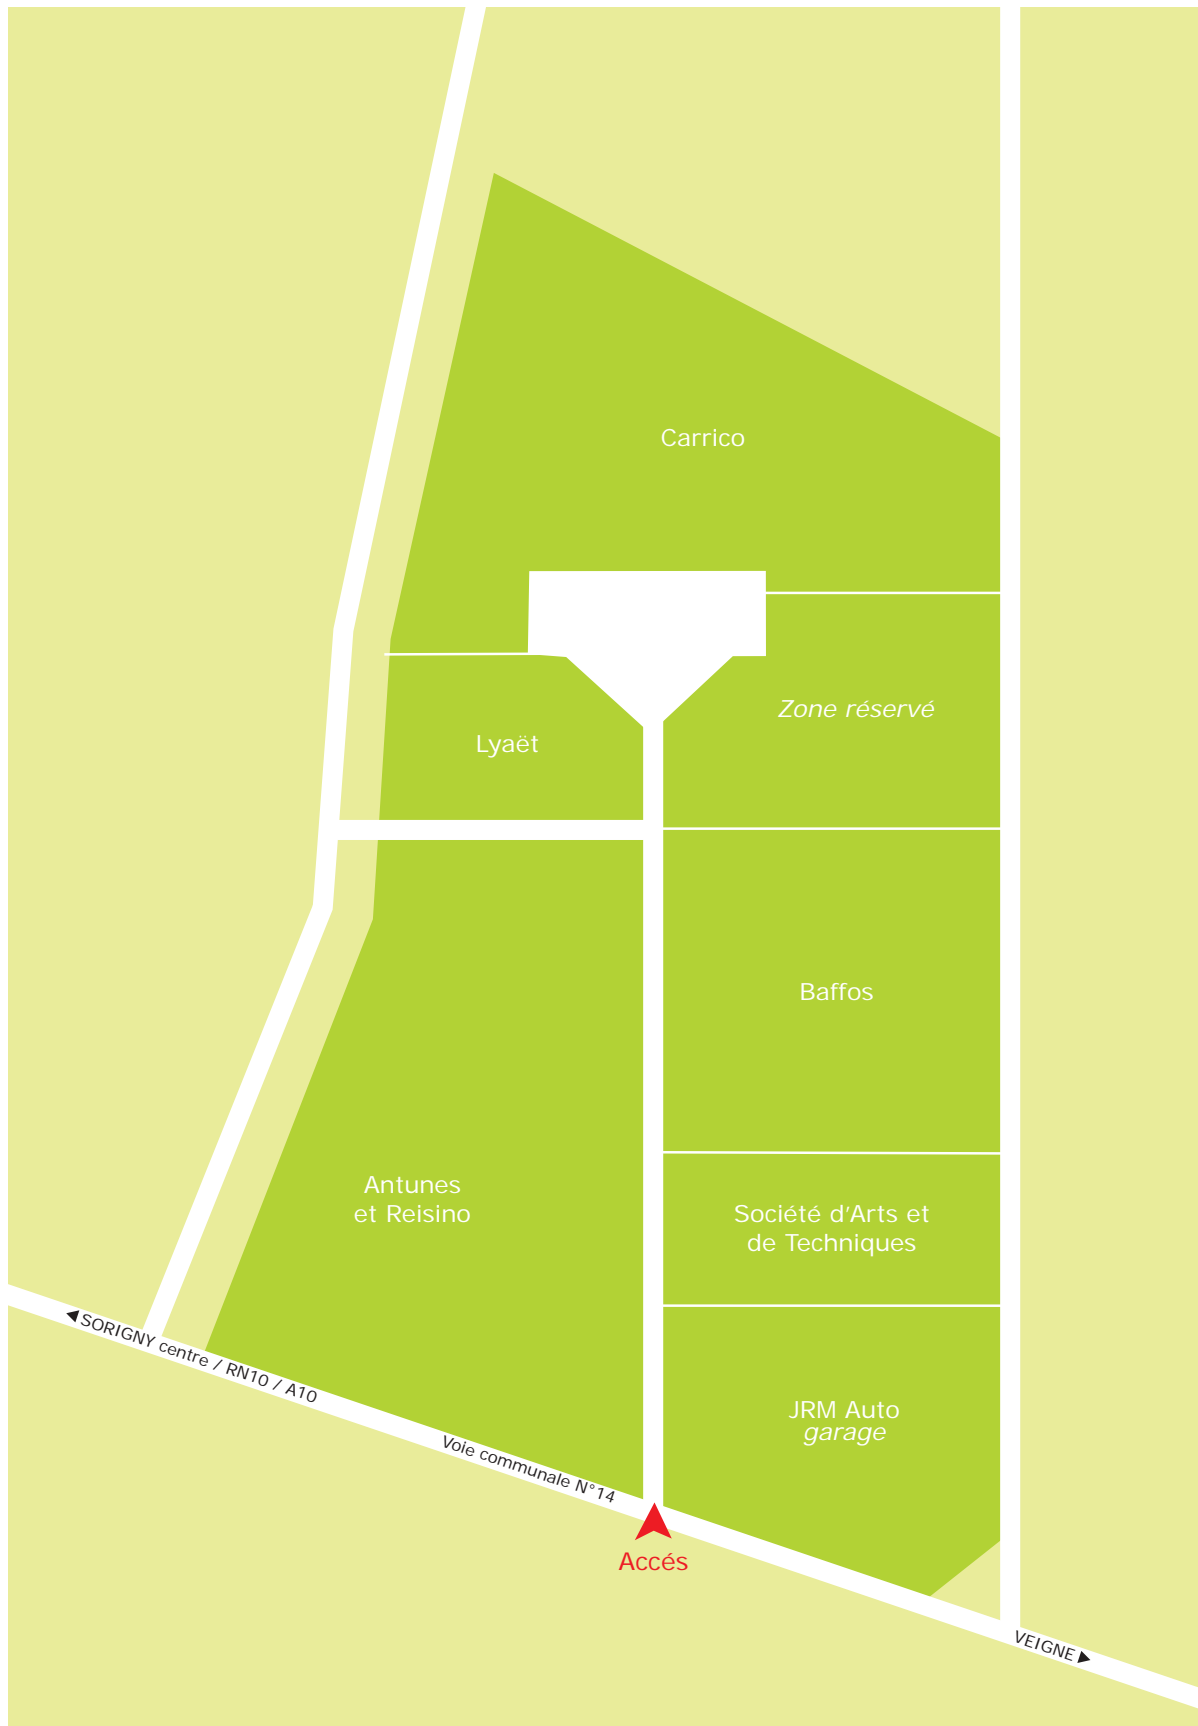 Carrico
Zone réservé
Lyaët
Baffos
Antunes
et Reisino
Société d'Arts et
de Techniques
SORIGNY centre / RN10 / A10
JRM Auto
garage
Voie communale N°14
Accés
VEIGNE